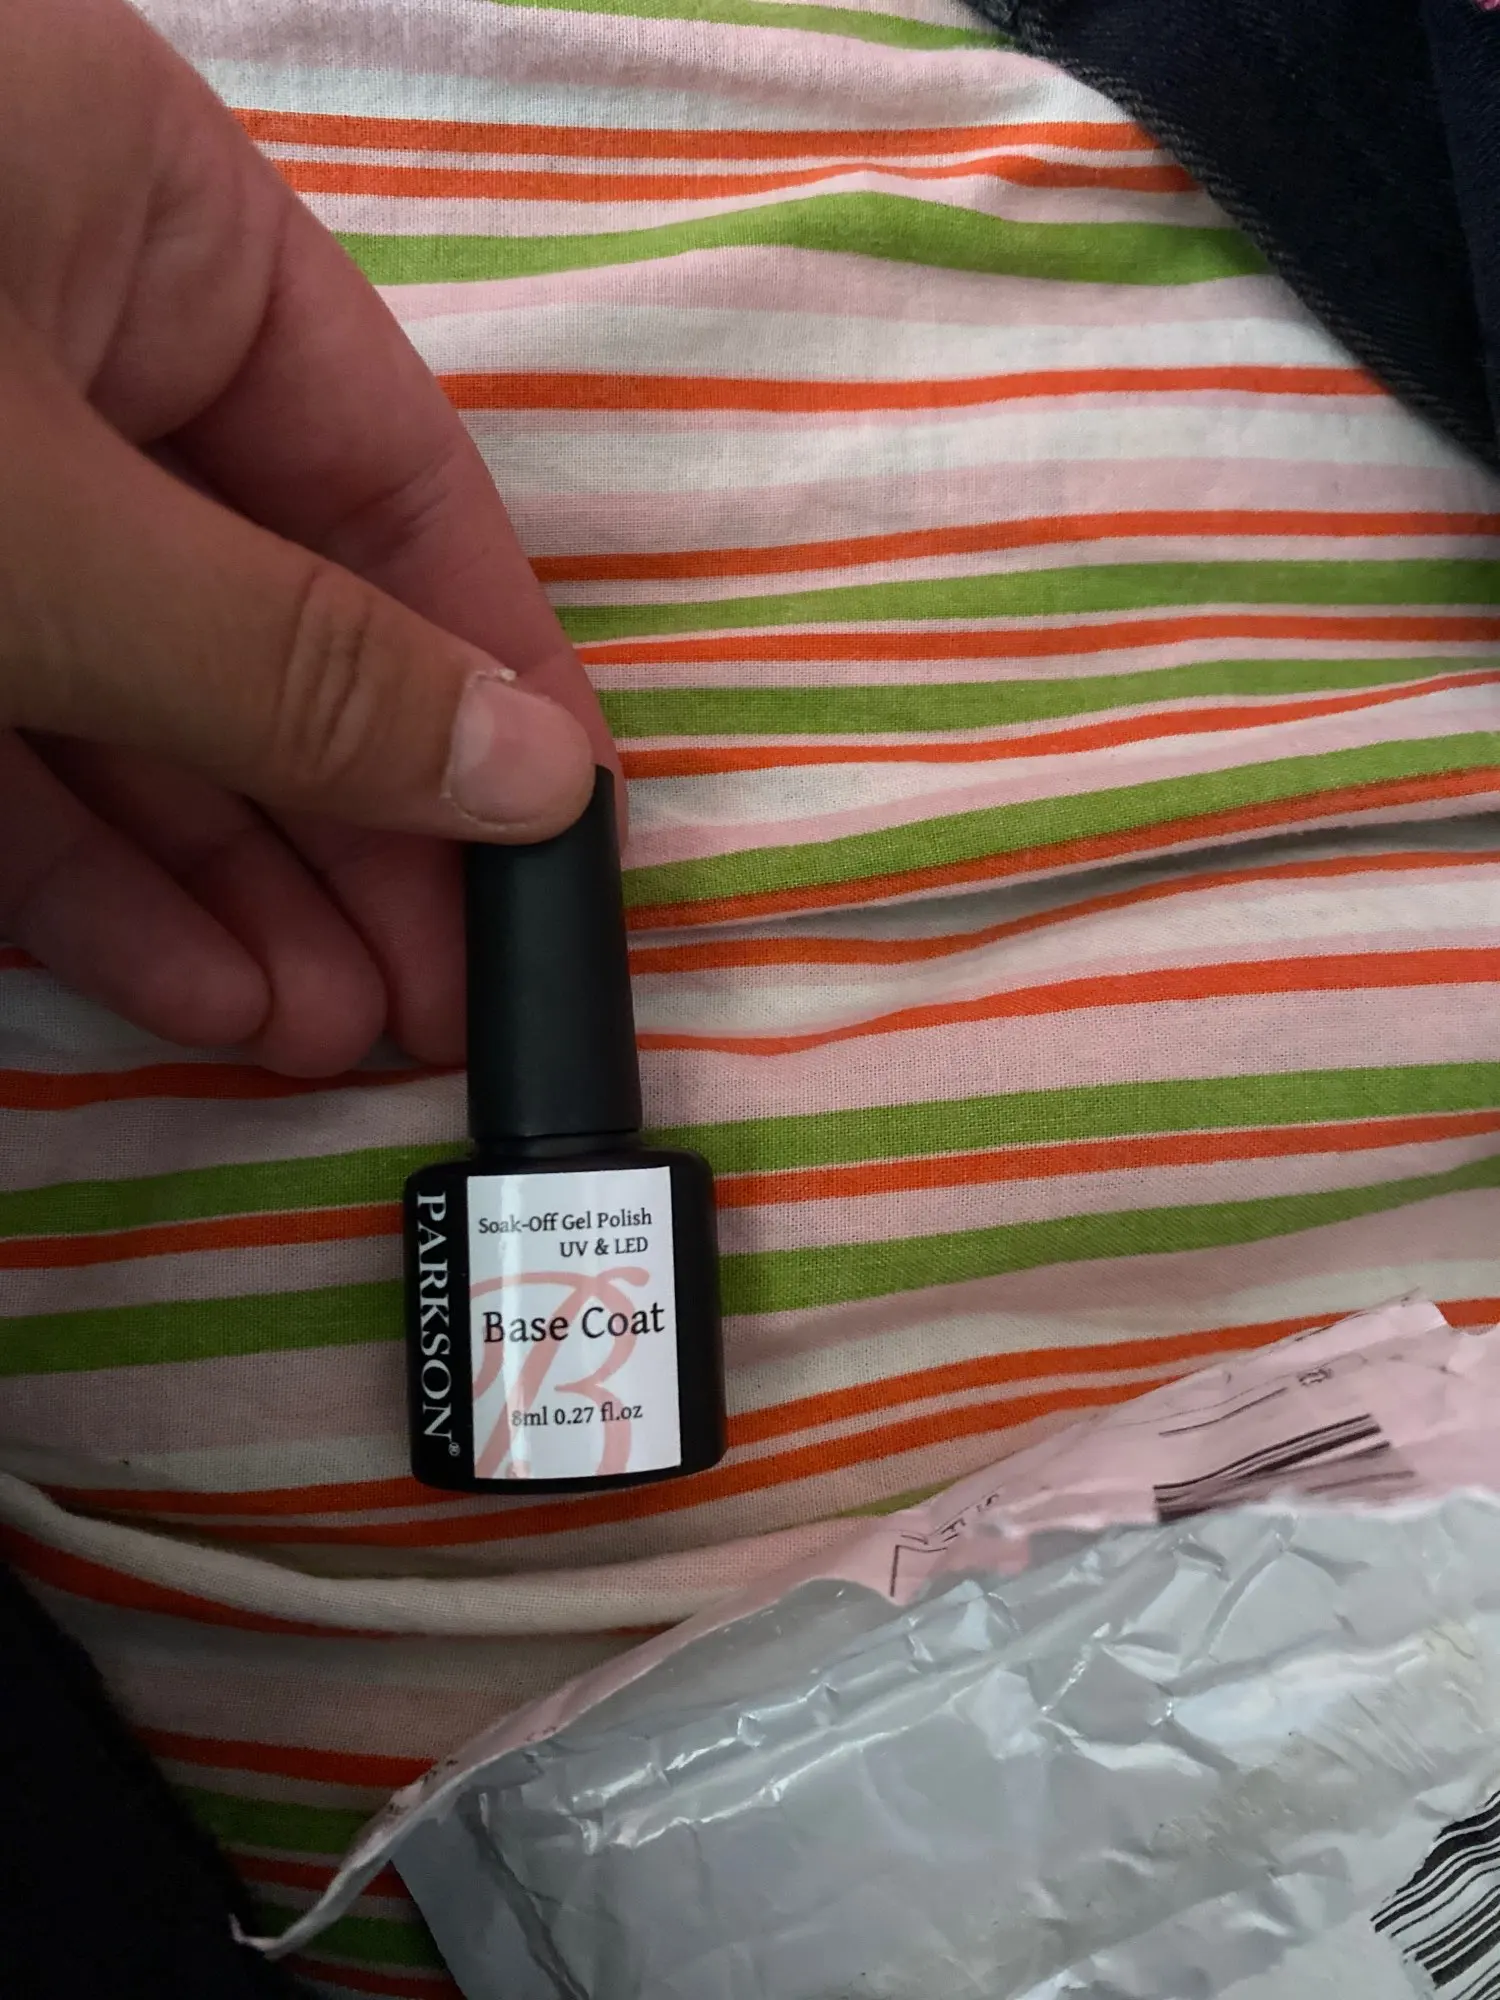 PARKSON®
Soak-Off Gel Polish
UV & LED
Base Coat
8ml 0.27 fl.oz